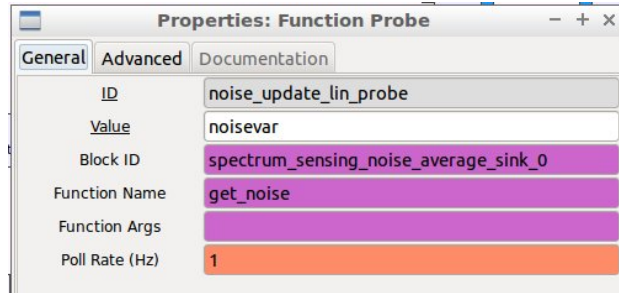 Properties: Function Probe
General Advanced Documentation
ID noise_update_lin_probe
Value noisevar
Block ID spectrum_sensing_noise_average_sink_0
Function Name get_noise
Function Args
Poll Rate (Hz) 1